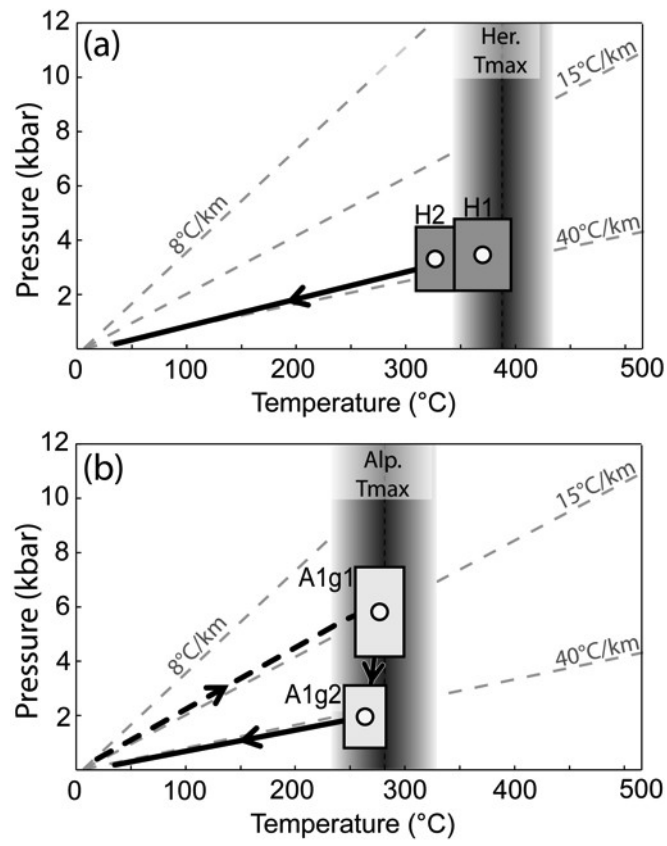 12
10
8
6
4
2
Pressure (kbar)
(a)
Her.
Tmax
8°C/km
15°C/km
40°C/km
H2
H1
100
200
300
400
500
Temperature (°C)
12
10
8
6
4
2
Pressure (kbar)
(b)
Alp.
Tmax
8°C/km
15°C/km
40°C/km
A1g1
A1g2
100
200
300
400
500
Temperature (°C)